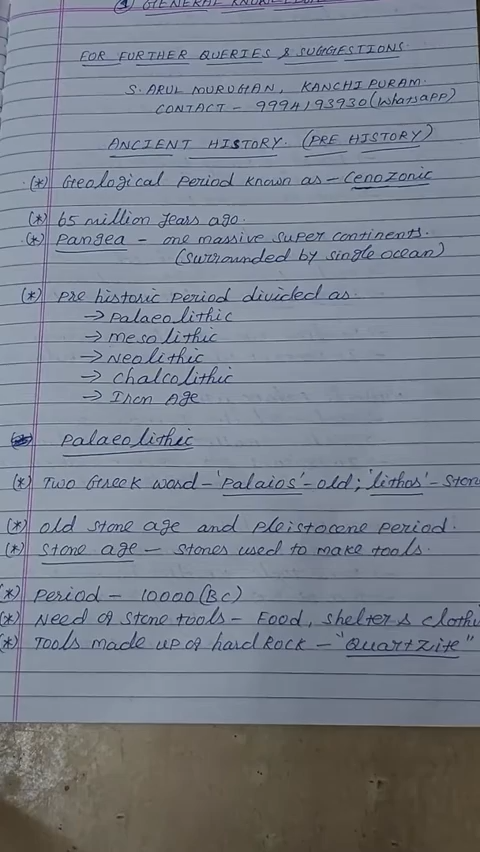 ① GENERAL KNOWLEDGE
FOR FURTHER QUERIES & SUGGESTIONS
S. ARUL MURUGHAN, KANCHIPURAM.
CONTACT - 9994193930 (WhatsAPP)
ANCIENT HISTORY. (PRE HISTORY)
(*) Geological Period known as - Cenozonic
(*) 65 million years ago.
(*) Pangea - one massive super continents.
(surrounded by single ocean)
(*) Pre historic period divided as.
→ Palaeolithic
→ Mesolithic
→ Neolithic
→ Chalcolithic
→ Iron Age
Palaeolithic
(*) Two Greek word - 'Palaios' - old; 'lithos' - Ston
(*) old stone age and Pleistocene Period.
(*) Stone age - stones used to make tools.
(*) Period - 10000 (BC)
(*) Need of Stone tools - Food, shelter & clothi
(*) Tools made up of hard Rock - "Quartzite"